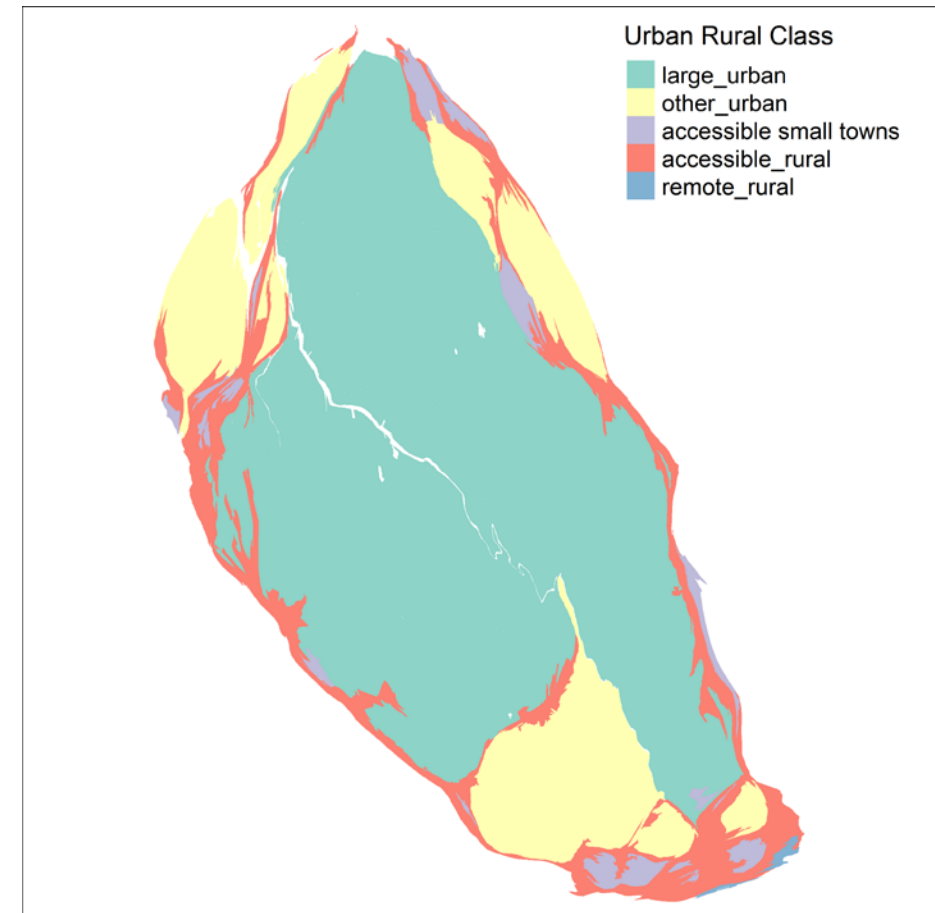 Urban Rural Class
large_urban
other_urban
accessible small towns
accessible_rural
remote_rural